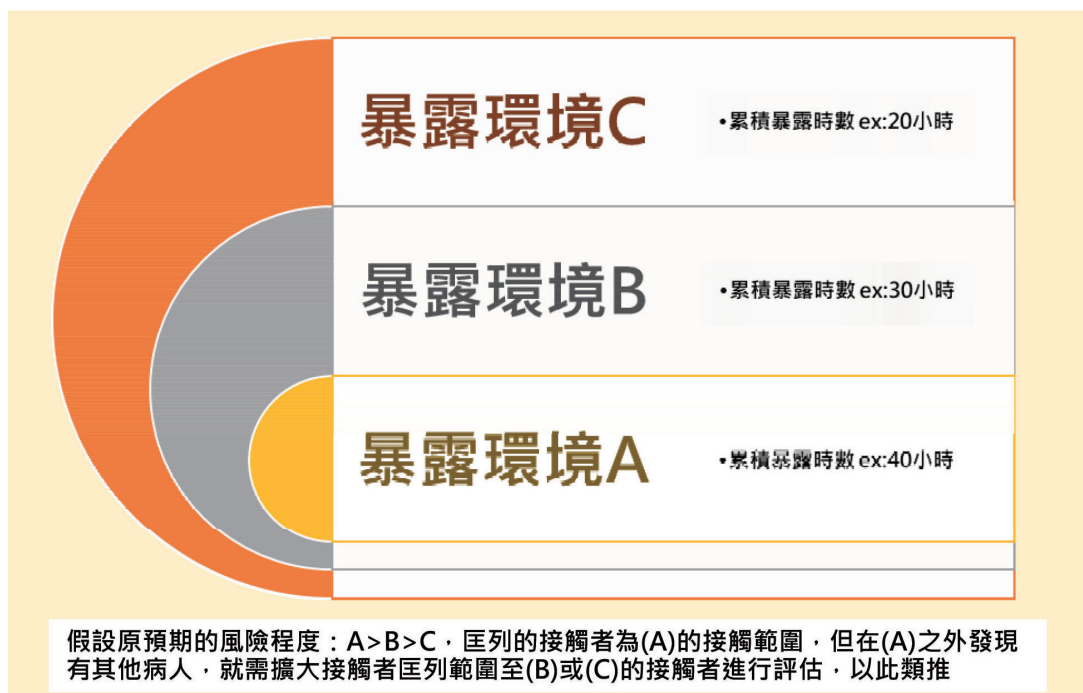 暴露環境C
•累積暴露時數 ex:20小時
暴露環境B
•累積暴露時數 ex:30小時
暴露環境A
•累積暴露時數 ex:40小時
假設原預期的風險程度：A>B>C，匡列的接觸者為(A)的接觸範圍，但在(A)之外發現
有其他病人，就需擴大接觸者匡列範圍至(B)或(C)的接觸者進行評估，以此類推